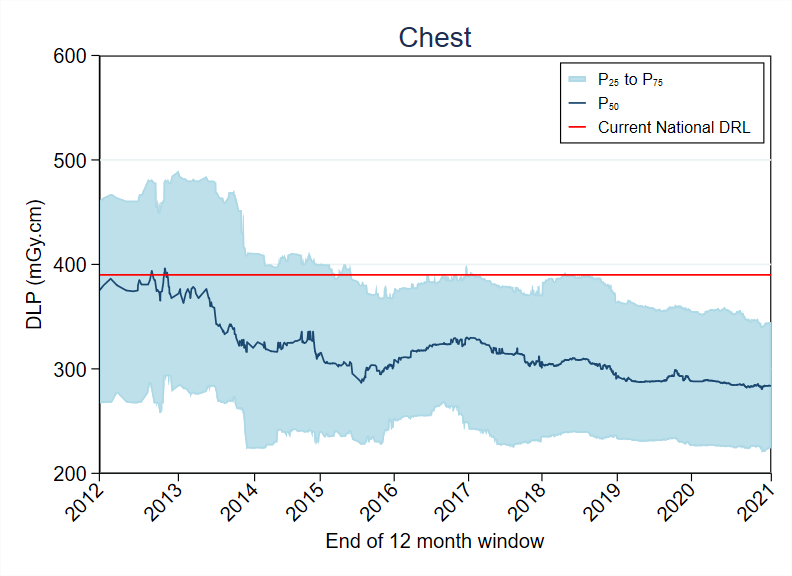 Chest
600
500
400
300
200
DLP (mGy.cm)
P25 to P75
P50
Current National DRL
2012
2013
2014
2015
2016
2017
2018
2019
2020
2021
End of 12 month window